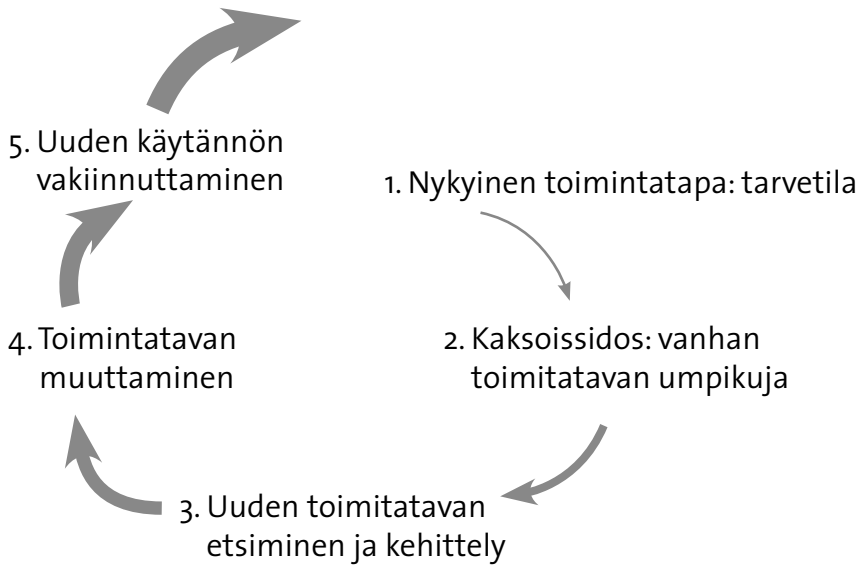 1. Nykyinen toimintatapa: tarvetila
2. Kaksoissidos: vanhan
toimitatavan umpikuja
3. Uuden toimitatavan
etsiminen ja kehittely
4. Toimintatavan
muuttaminen
5. Uuden käytännön
vakiinnuttaminen